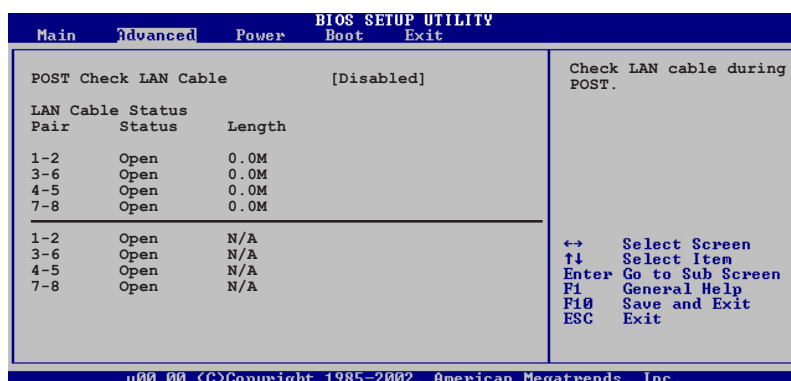 BIOS SETUP UTILITY
Main Advanced Power Boot Exit
POST Check LAN Cable [Disabled]
LAN Cable Status
Pair Status Length
1-2 Open 0.0M
3-6 Open 0.0M
4-5 Open 0.0M
7-8 Open 0.0M
1-2 Open N/A
3-6 Open N/A
4-5 Open N/A
7-8 Open N/A
Check LAN cable during
POST.
←→ Select Screen
↑↓ Select Item
Enter Go to Sub Screen
F1 General Help
F10 Save and Exit
ESC Exit
v00.00 (C)Copyright 1985-2002, American Megatrends, Inc.